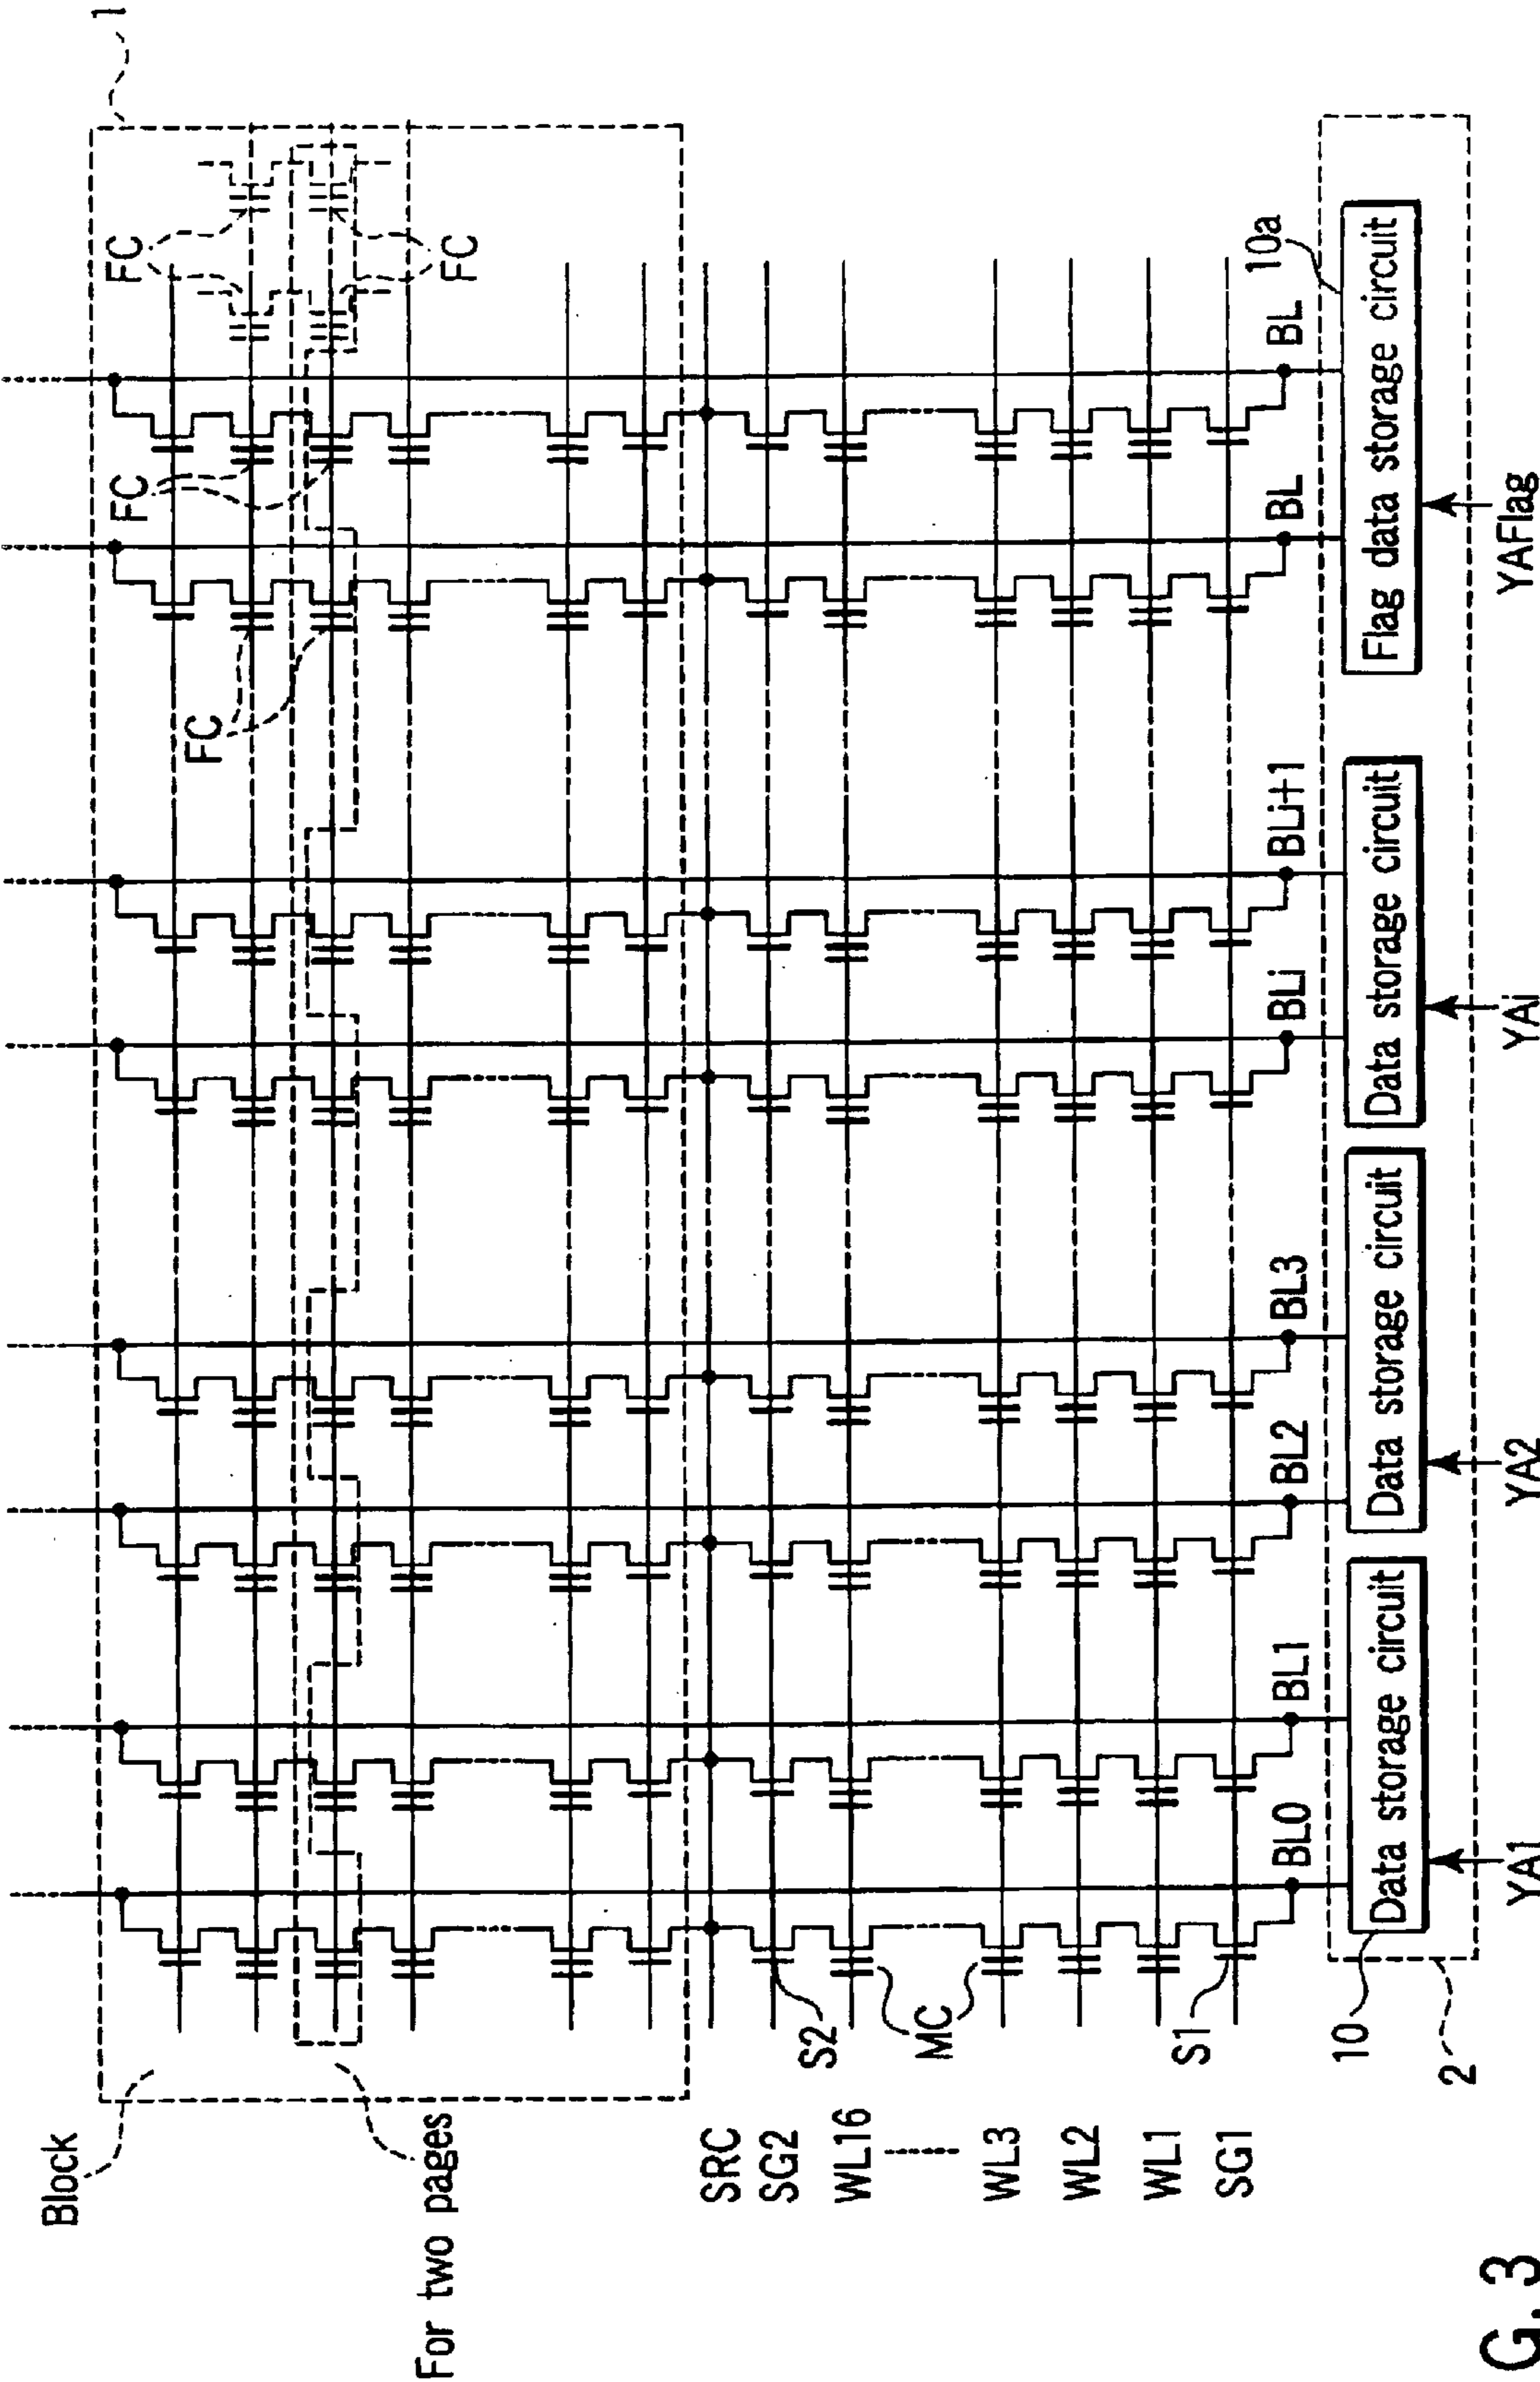 1
Block
For two pages
FC
FC
FC
FC
SRC
SG2
WL16
WL3
WL2
WL1
SG1
S2
MC
S1
BL0
BL1
BL2
BL3
BLi
BLi+1
BL
BL
10
10a
2
Data storage circuit
Data storage circuit
Data storage circuit
Flag data storage circuit
YA1
YA2
YAi
YAFlag
G. 3